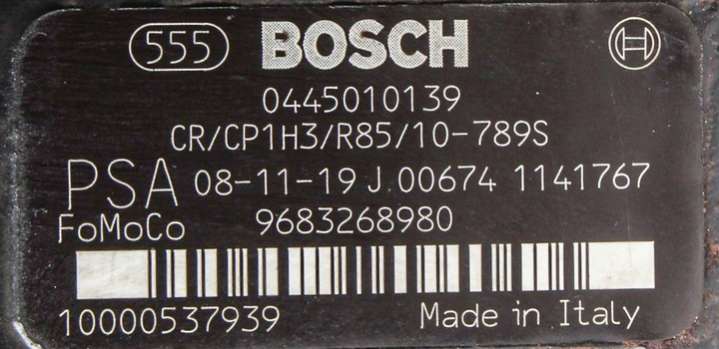 555 BOSCH
0445010139
CR/CP1H3/R85/10-789S
PSA 08-11-19 J.00674 1141767
FoMoCo 9683268980
10000537939 Made in Italy